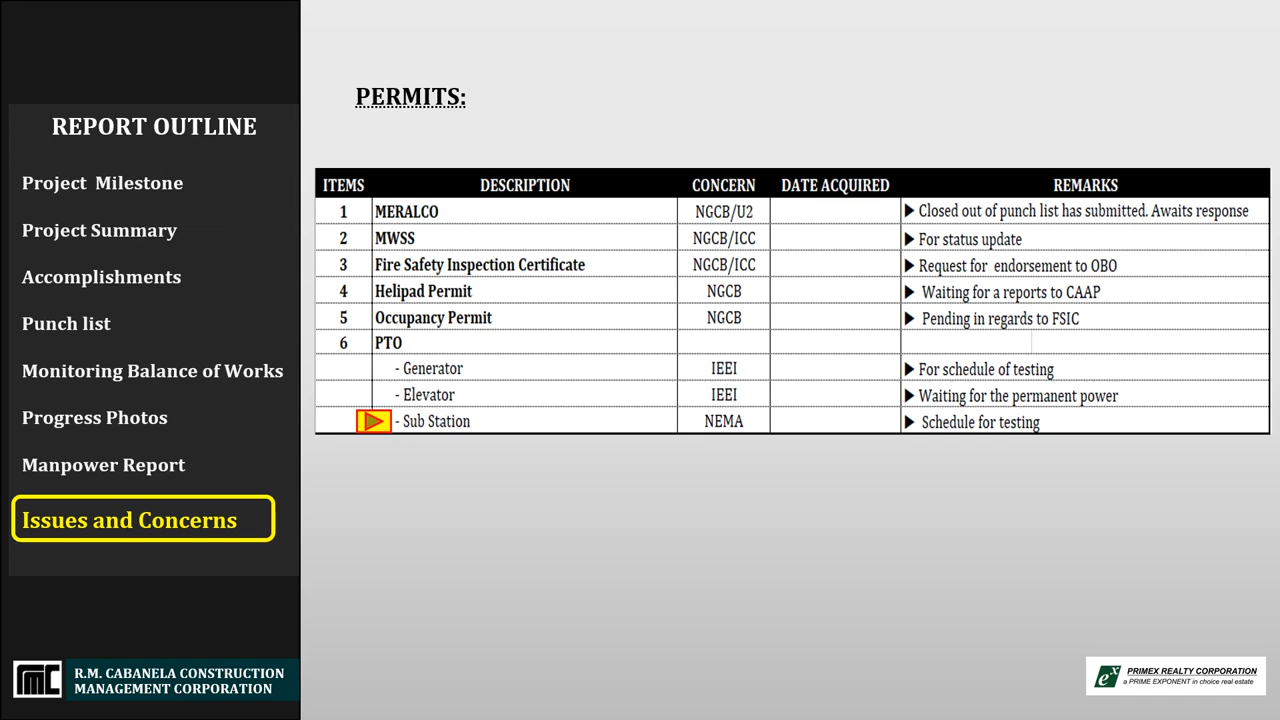 REPORT OUTLINE
Project Milestone
Project Summary
Accomplishments
Punch list
Monitoring Balance of Works
Progress Photos
Manpower Report
Issues and Concerns
R.M. CABANELA CONSTRUCTION
MANAGEMENT CORPORATION
PERMITS:
ITEMS DESCRIPTION CONCERN DATE ACQUIRED REMARKS
1 MERALCO NGCB/U2 ▶ Closed out of punch list has submitted. Awaits response
2 MWSS NGCB/ICC ▶ For status update
3 Fire Safety Inspection Certificate NGCB/ICC ▶ Request for endorsement to OBO
4 Helipad Permit NGCB ▶ Waiting for a reports to CAAP
5 Occupancy Permit NGCB ▶ Pending in regards to FSIC
6 PTO
- Generator IEEI ▶ For schedule of testing
- Elevator IEEI ▶ Waiting for the permanent power
- Sub Station NEMA ▶ Schedule for testing
ex PRIMEX REALTY CORPORATION
a PRIME EXPONENT in choice real estate